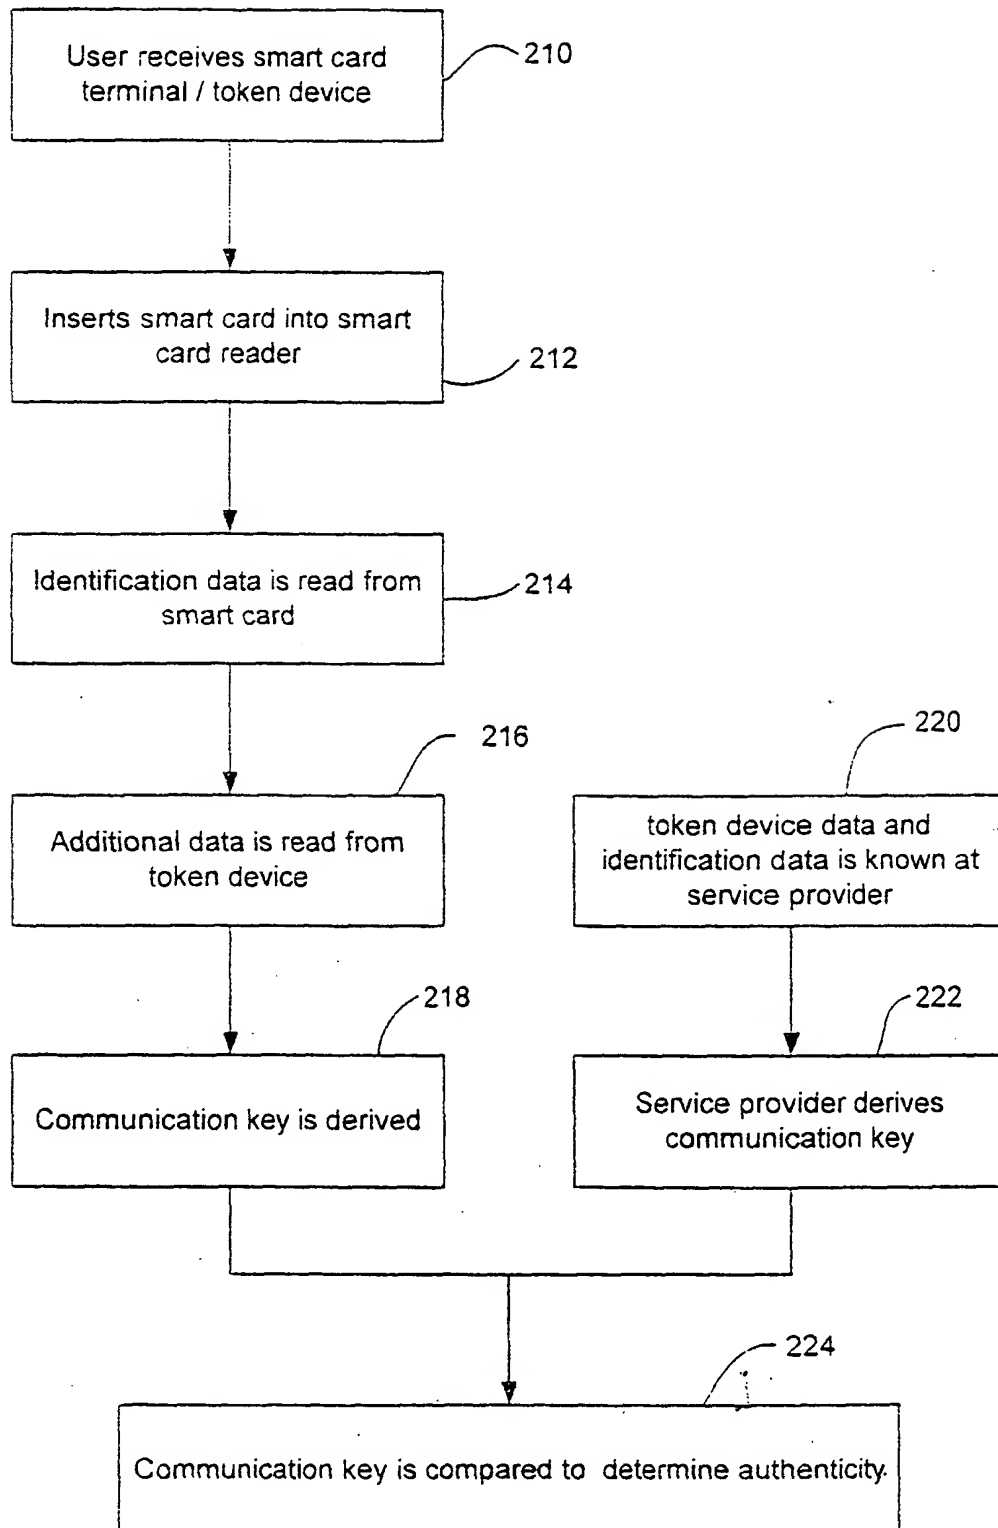 User receives smart card
terminal / token device
210
Inserts smart card into smart
card reader
212
Identification data is read from
smart card
214
216
220
Additional data is read from
token device
token device data and
identification data is known at
service provider
218
222
Communication key is derived
Service provider derives
communication key
224
Communication key is compared to determine authenticity.